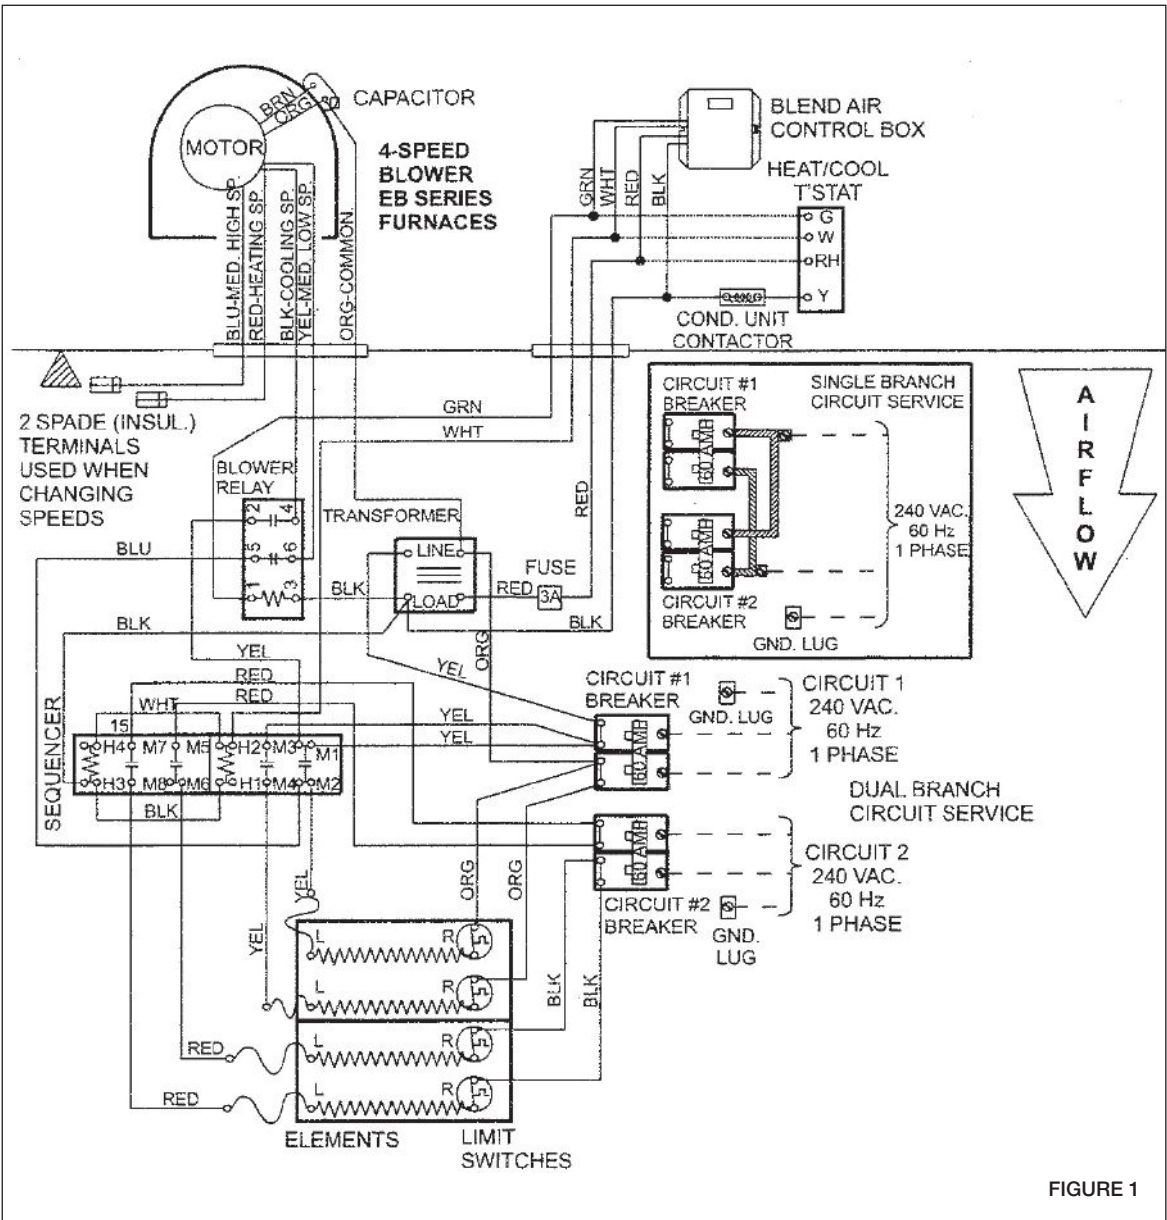 BRN
ORG
CAPACITOR
MOTOR
4-SPEED
BLOWER
EB SERIES
FURNACES
BLU-MED. HIGH SP.
RED-HEATING SP.
BLK-COOLING SP.
YEL-MED. LOW SP.
ORG-COMMON.
BLEND AIR
CONTROL BOX
GRN
WHT
RED
BLK
HEAT/COOL
T'STAT
G
W
RH
Y
COND. UNIT
CONTACTOR
2 SPADE (INSUL.)
TERMINALS
USED WHEN
CHANGING
SPEEDS
GRN
WHT
BLOWER
RELAY
2
4
5
6
1
3
TRANSFORMER
LINE
LOAD
BLU
BLK
RED
FUSE
3A
RED
BLK
BLK
YEL
RED
RED
YEL
ORG
YEL
YEL
CIRCUIT #1
BREAKER
60 AMP
SINGLE BRANCH
CIRCUIT SERVICE
60 AMP
240 VAC.
60 Hz
1 PHASE
CIRCUIT #2
BREAKER
GND. LUG
AIRFLOW
SEQUENCER
WHT
15
H4
M7
M5
H2
M3
M1
H3
M8
M6
H1
M4
M2
BLK
CIRCUIT #1
BREAKER
60 AMP
GND. LUG
CIRCUIT 1
240 VAC.
60 Hz
1 PHASE
DUAL BRANCH
CIRCUIT SERVICE
60 AMP
CIRCUIT #2
BREAKER
GND.
LUG
CIRCUIT 2
240 VAC.
60 Hz
1 PHASE
ORG
ORG
YEL
YEL
BLK
BLK
L
R
L
R
L
R
L
R
RED
RED
ELEMENTS
LIMIT
SWITCHES
FIGURE 1